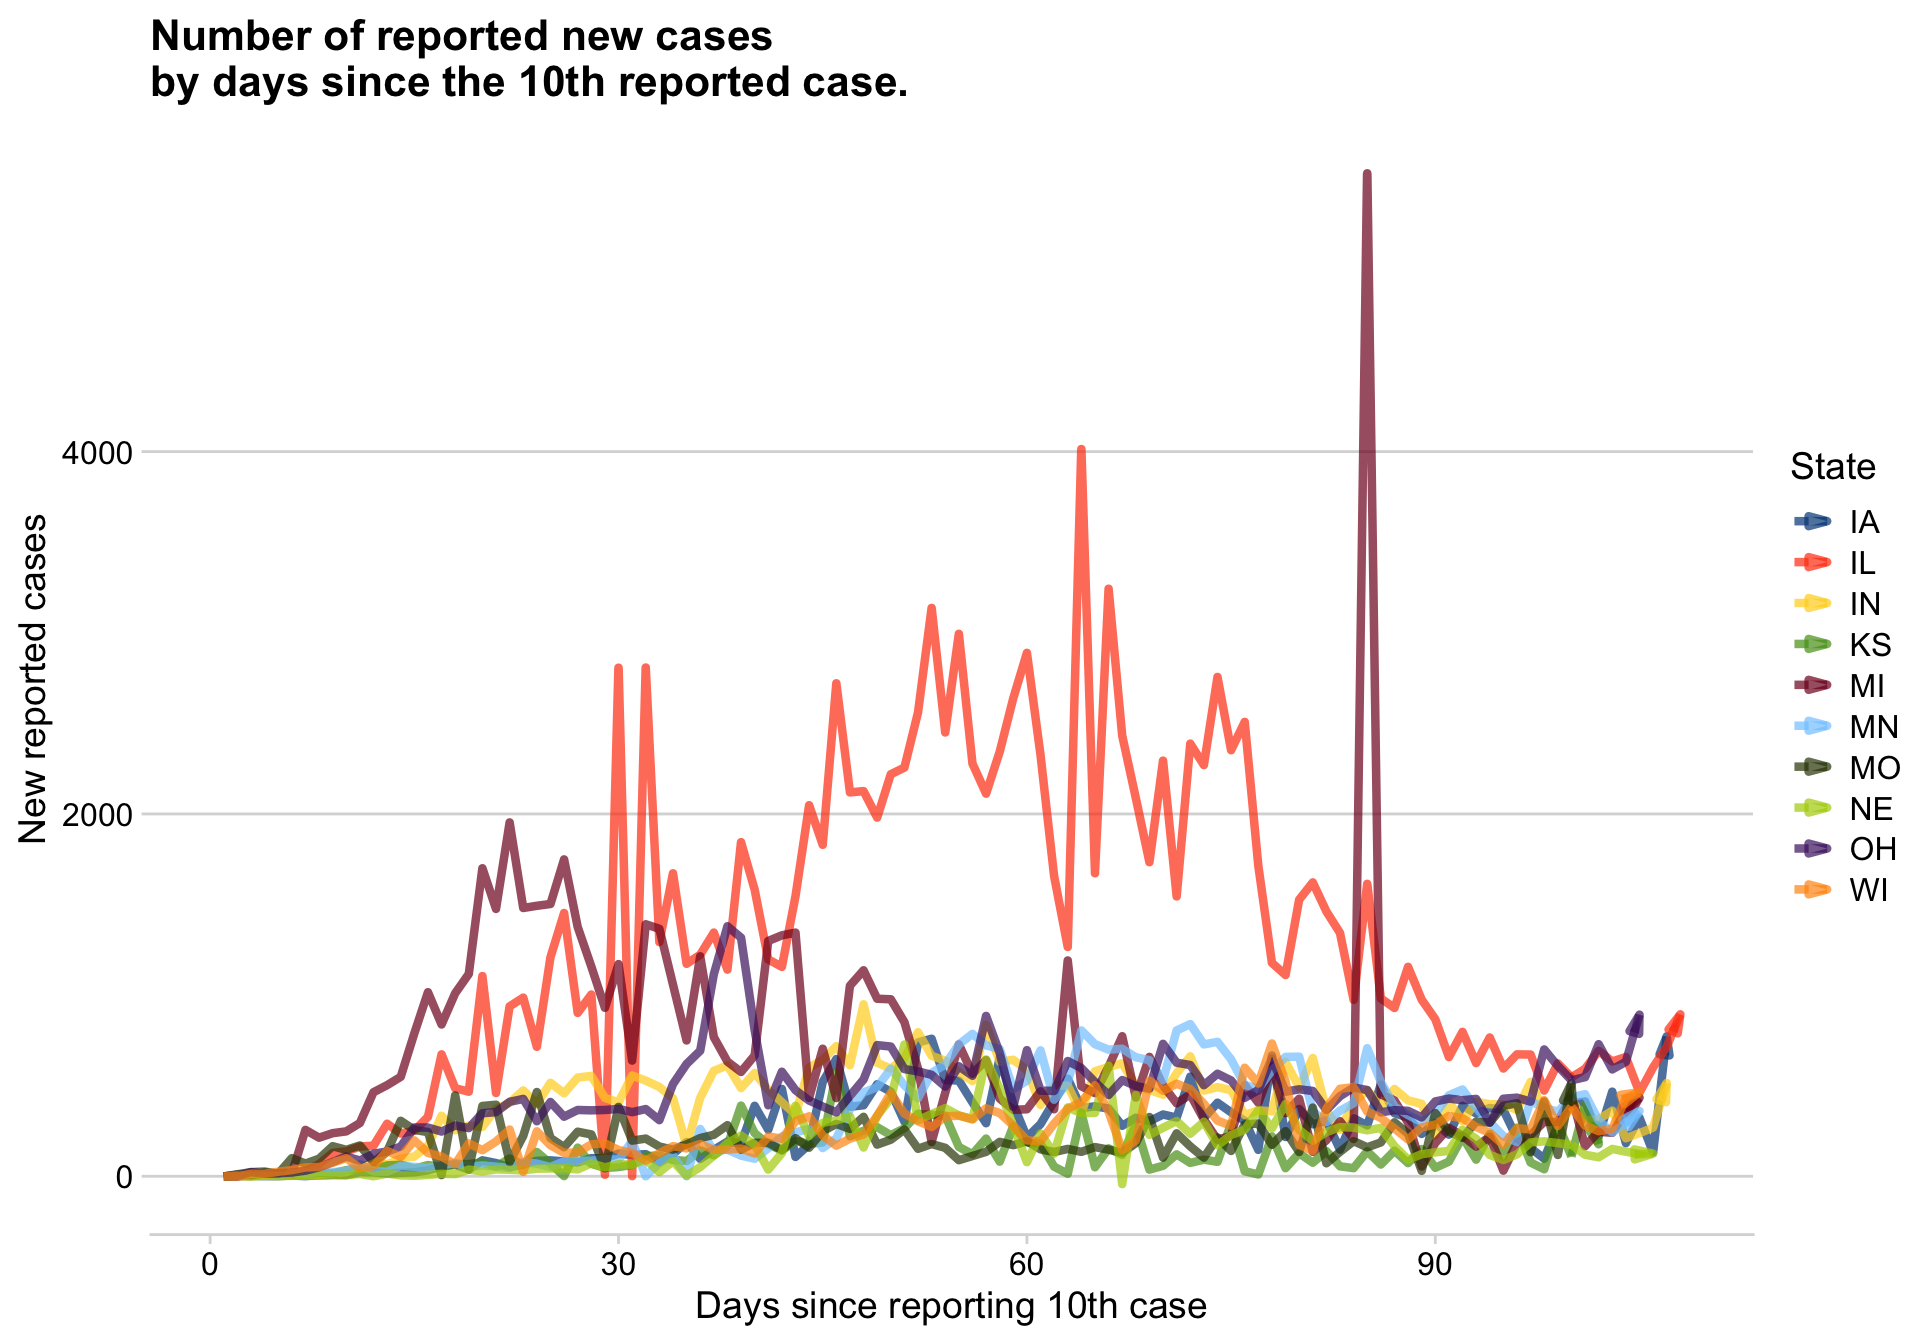 Number of reported new cases
by days since the 10th reported case.
New reported cases
4000
2000
0
0
30
60
90
Days since reporting 10th case
State
IA
IL
IN
KS
MI
MN
MO
NE
OH
WI